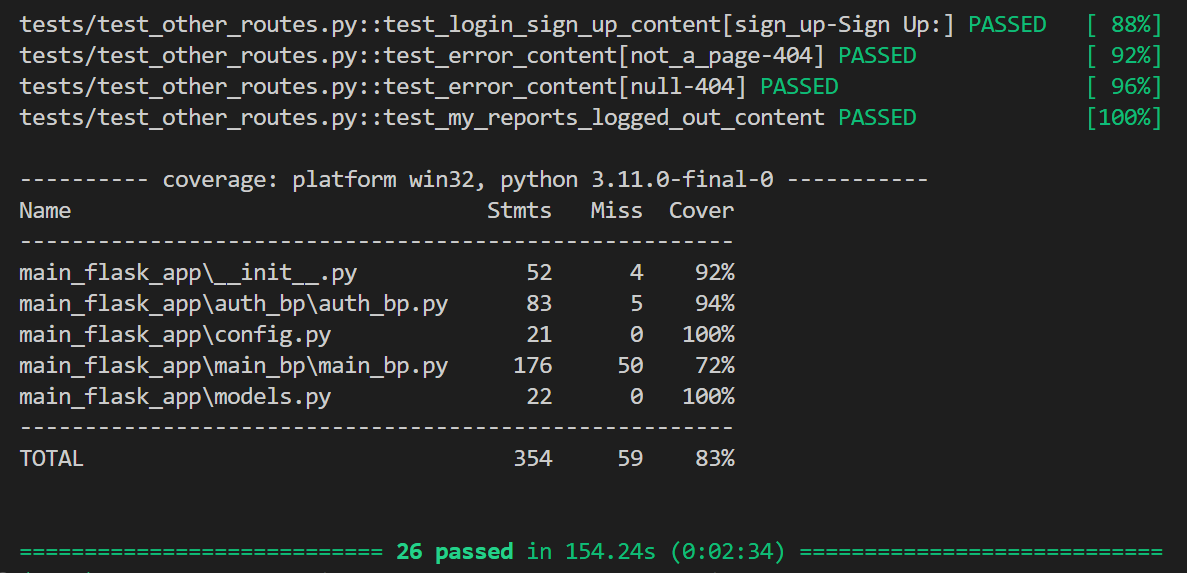 tests/test_other_routes.py::test_login_sign_up_content[sign_up-Sign Up:] PASSED [ 88%]
tests/test_other_routes.py::test_error_content[not_a_page-404] PASSED [ 92%]
tests/test_other_routes.py::test_error_content[null-404] PASSED [ 96%]
tests/test_other_routes.py::test_my_reports_logged_out_content PASSED [100%]
---------- coverage: platform win32, python 3.11.0-final-0 -----------
Name Stmts Miss Cover
-------------------------------------------------------
main_flask_app\__init__.py 52 4 92%
main_flask_app\auth_bp\auth_bp.py 83 5 94%
main_flask_app\config.py 21 0 100%
main_flask_app\main_bp\main_bp.py 176 50 72%
main_flask_app\models.py 22 0 100%
-------------------------------------------------------
TOTAL 354 59 83%
============================ 26 passed in 154.24s (0:02:34) ============================